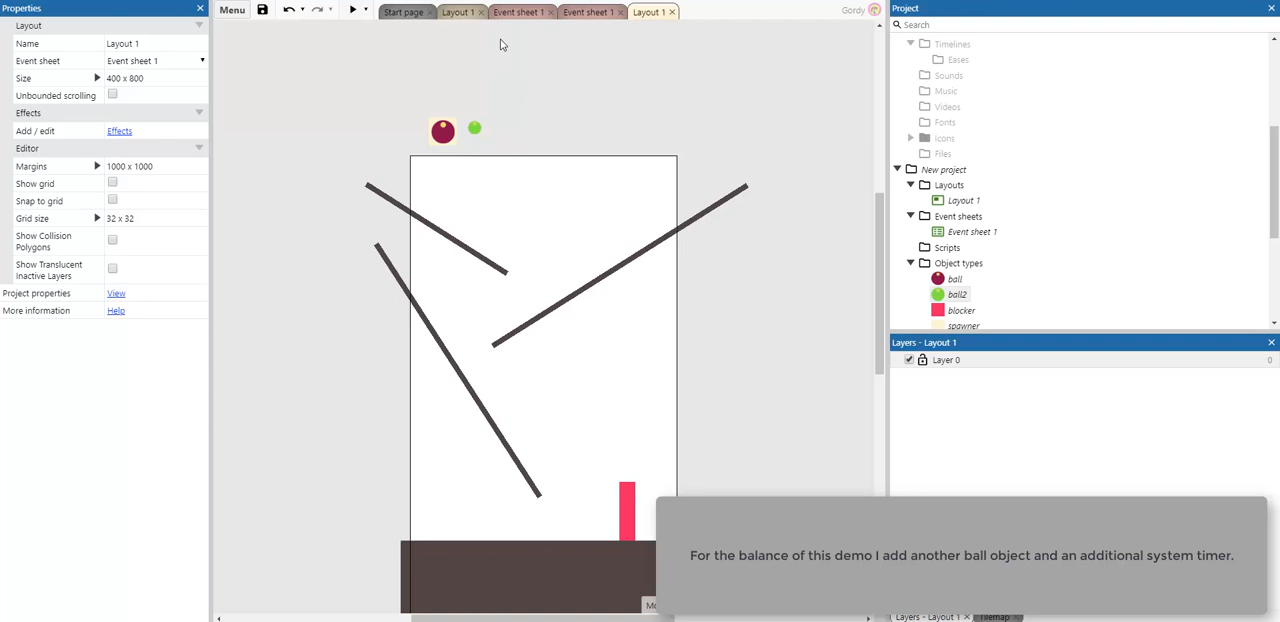 Properties
Menu
Start page
Layout 1
Event sheet 1
Event sheet 1
Layout 1
Gordy
Project
Layout
Name Layout 1
Event sheet Event sheet 1
Size 400 x 800
Unbounded scrolling
Effects
Add / edit Effects
Editor
Margins 1000 x 1000
Show grid
Snap to grid
Grid size 32 x 32
Show Collision
Polygons
Show Translucent
Inactive Layers
Project properties View
More information Help
Search
Timelines
Eases
Sounds
Music
Videos
Fonts
Icons
Files
New project
Layouts
Layout 1
Event sheets
Event sheet 1
Scripts
Object types
ball
ball2
blocker
spawner
Layers - Layout 1
Layer 0 0
For the balance of this demo I add another ball object and an additional system timer.
Layers - Layout 1
Tilemap